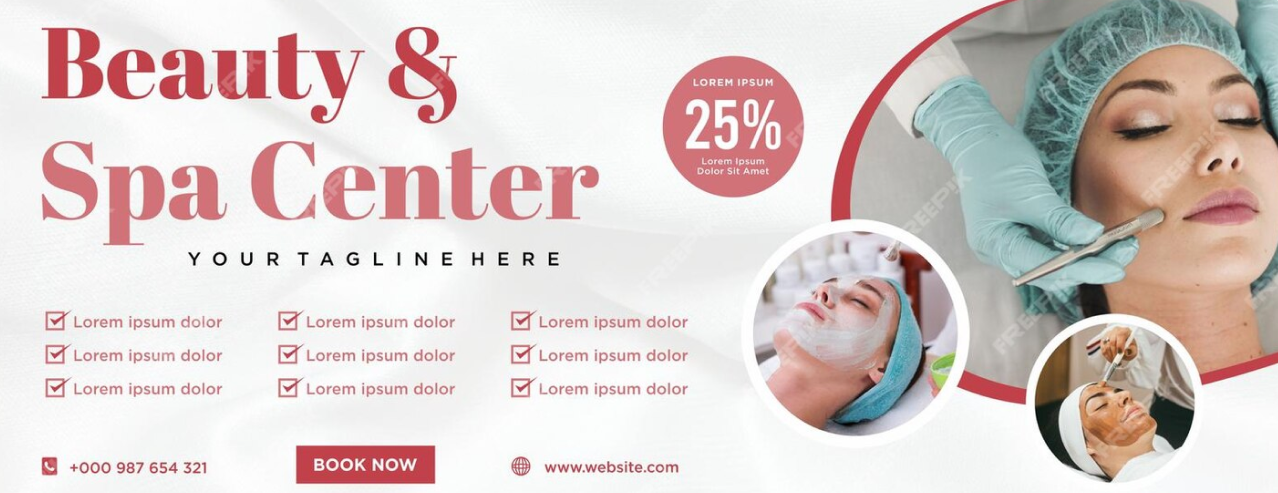 Beauty &
Spa Center
YOUR TAGLINE HERE
LOREM IPSUM
25%
Lorem Ipsum
Dolor Sit Amet
Lorem ipsum dolor
Lorem ipsum dolor
Lorem ipsum dolor
Lorem ipsum dolor
Lorem ipsum dolor
Lorem ipsum dolor
Lorem ipsum dolor
Lorem ipsum dolor
Lorem ipsum dolor
+000 987 654 321
BOOK NOW
www.website.com
FREEPIK